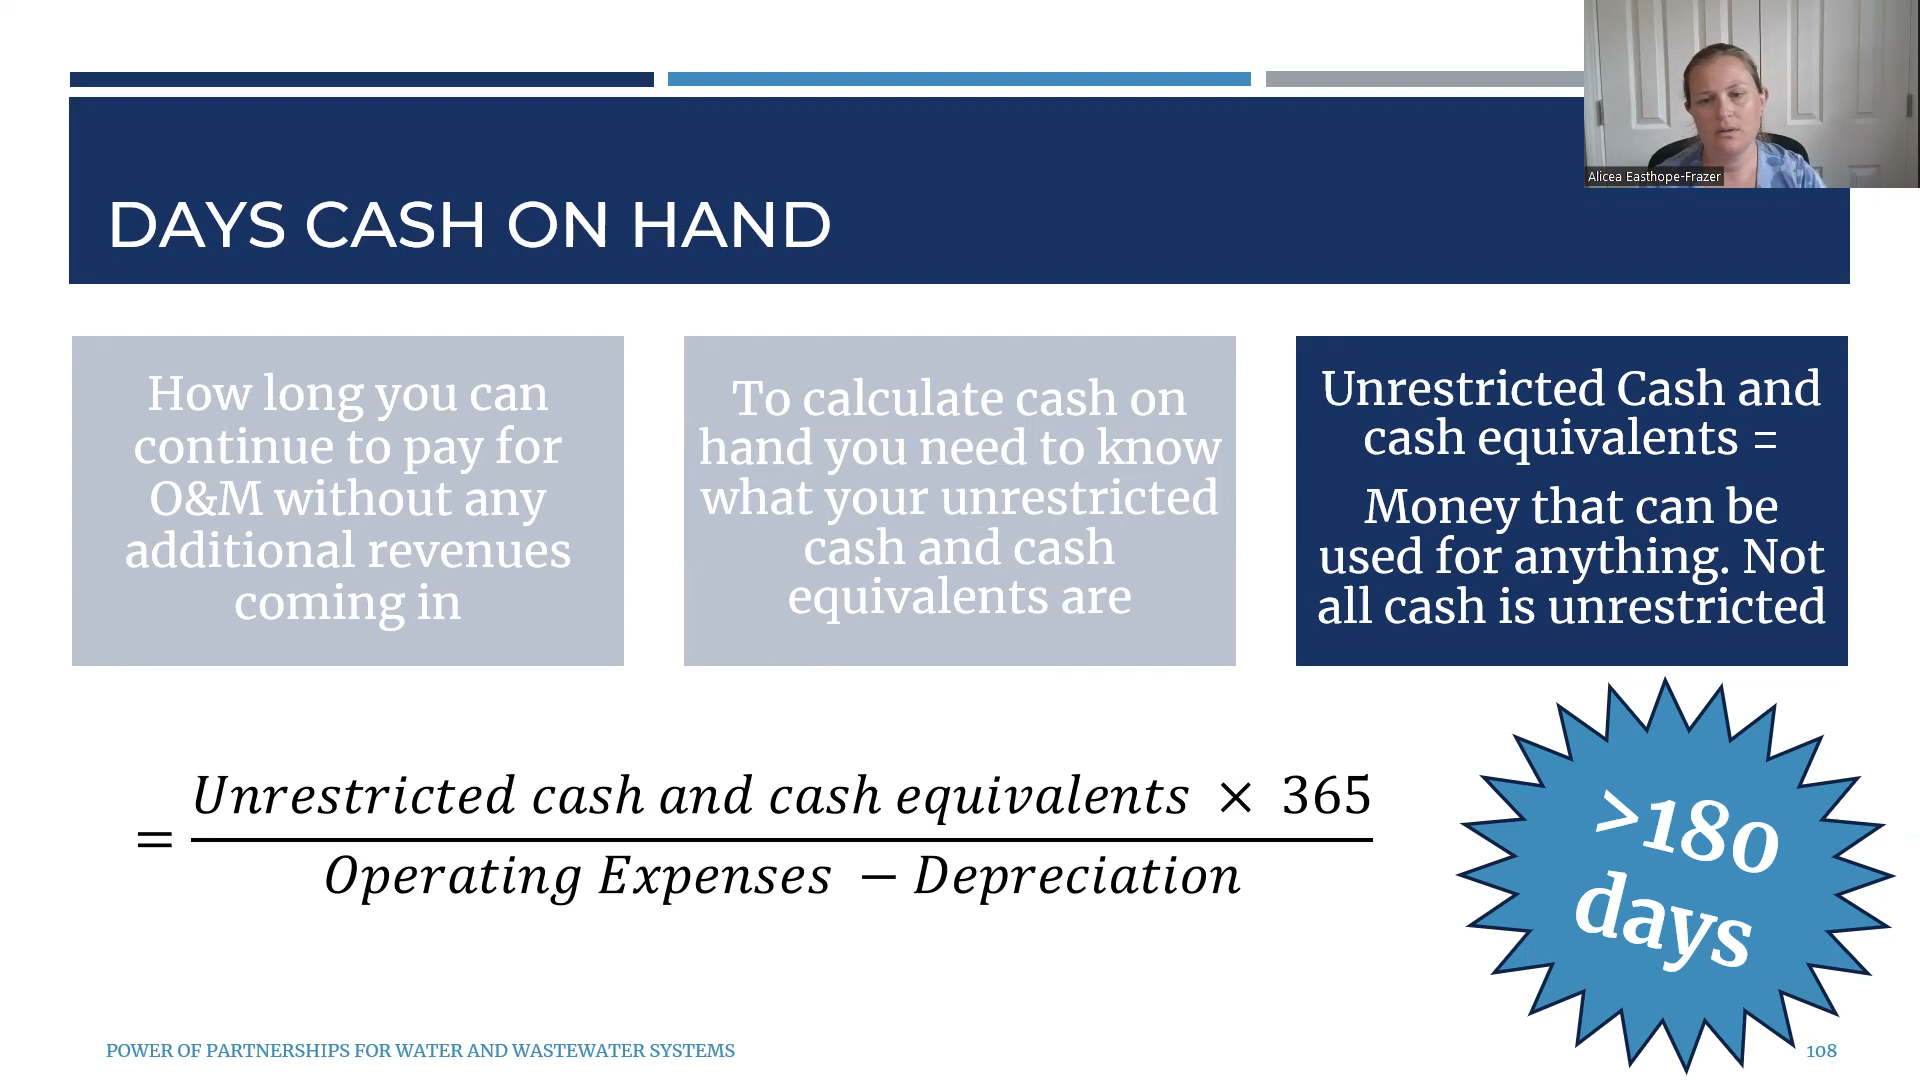 Alicea Easthope-Frazer
DAYS CASH ON HAND
How long you can
continue to pay for
O&M without any
additional revenues
coming in
To calculate cash on
hand you need to know
what your unrestricted
cash and cash
equivalents are
Unrestricted Cash and
cash equivalents =
Money that can be
used for anything. Not
all cash is unrestricted
= Unrestricted cash and cash equivalents × 365
Operating Expenses − Depreciation
>180
days
POWER OF PARTNERSHIPS FOR WATER AND WASTEWATER SYSTEMS
108